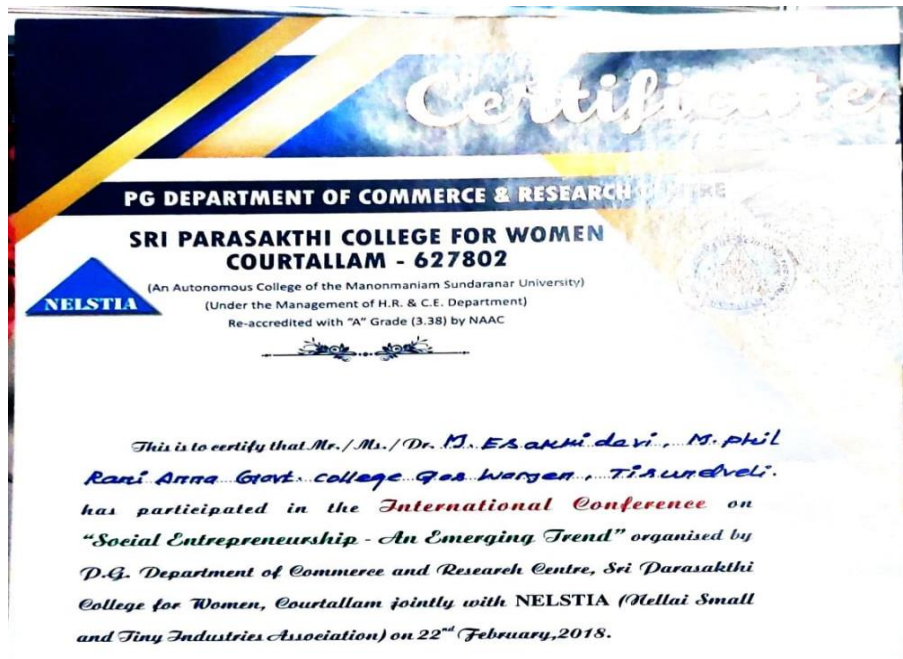 Certificate
PG DEPARTMENT OF COMMERCE & RESEARCH CENTRE
SRI PARASAKTHI COLLEGE FOR WOMEN
COURTALLAM - 627802
(An Autonomous College of the Manonmaniam Sundaranar University)
(Under the Management of H.R. & C.E. Department)
Re-accredited with "A" Grade (3.38) by NAAC
NELSTIA
This is to certify that Mr./Ms./Dr. M. Esakkidevi, M.phil
Rani Anna Govt. college for women, Tirunelveli.
has participated in the International Conference on
"Social Entrepreneurship - An Emerging Trend" organised by
P.G. Department of Commerce and Research Centre, Sri Parasakthi
College for Women, Courtallam jointly with NELSTIA (Nellai Small
and Tiny Industries Association) on 22nd February,2018.